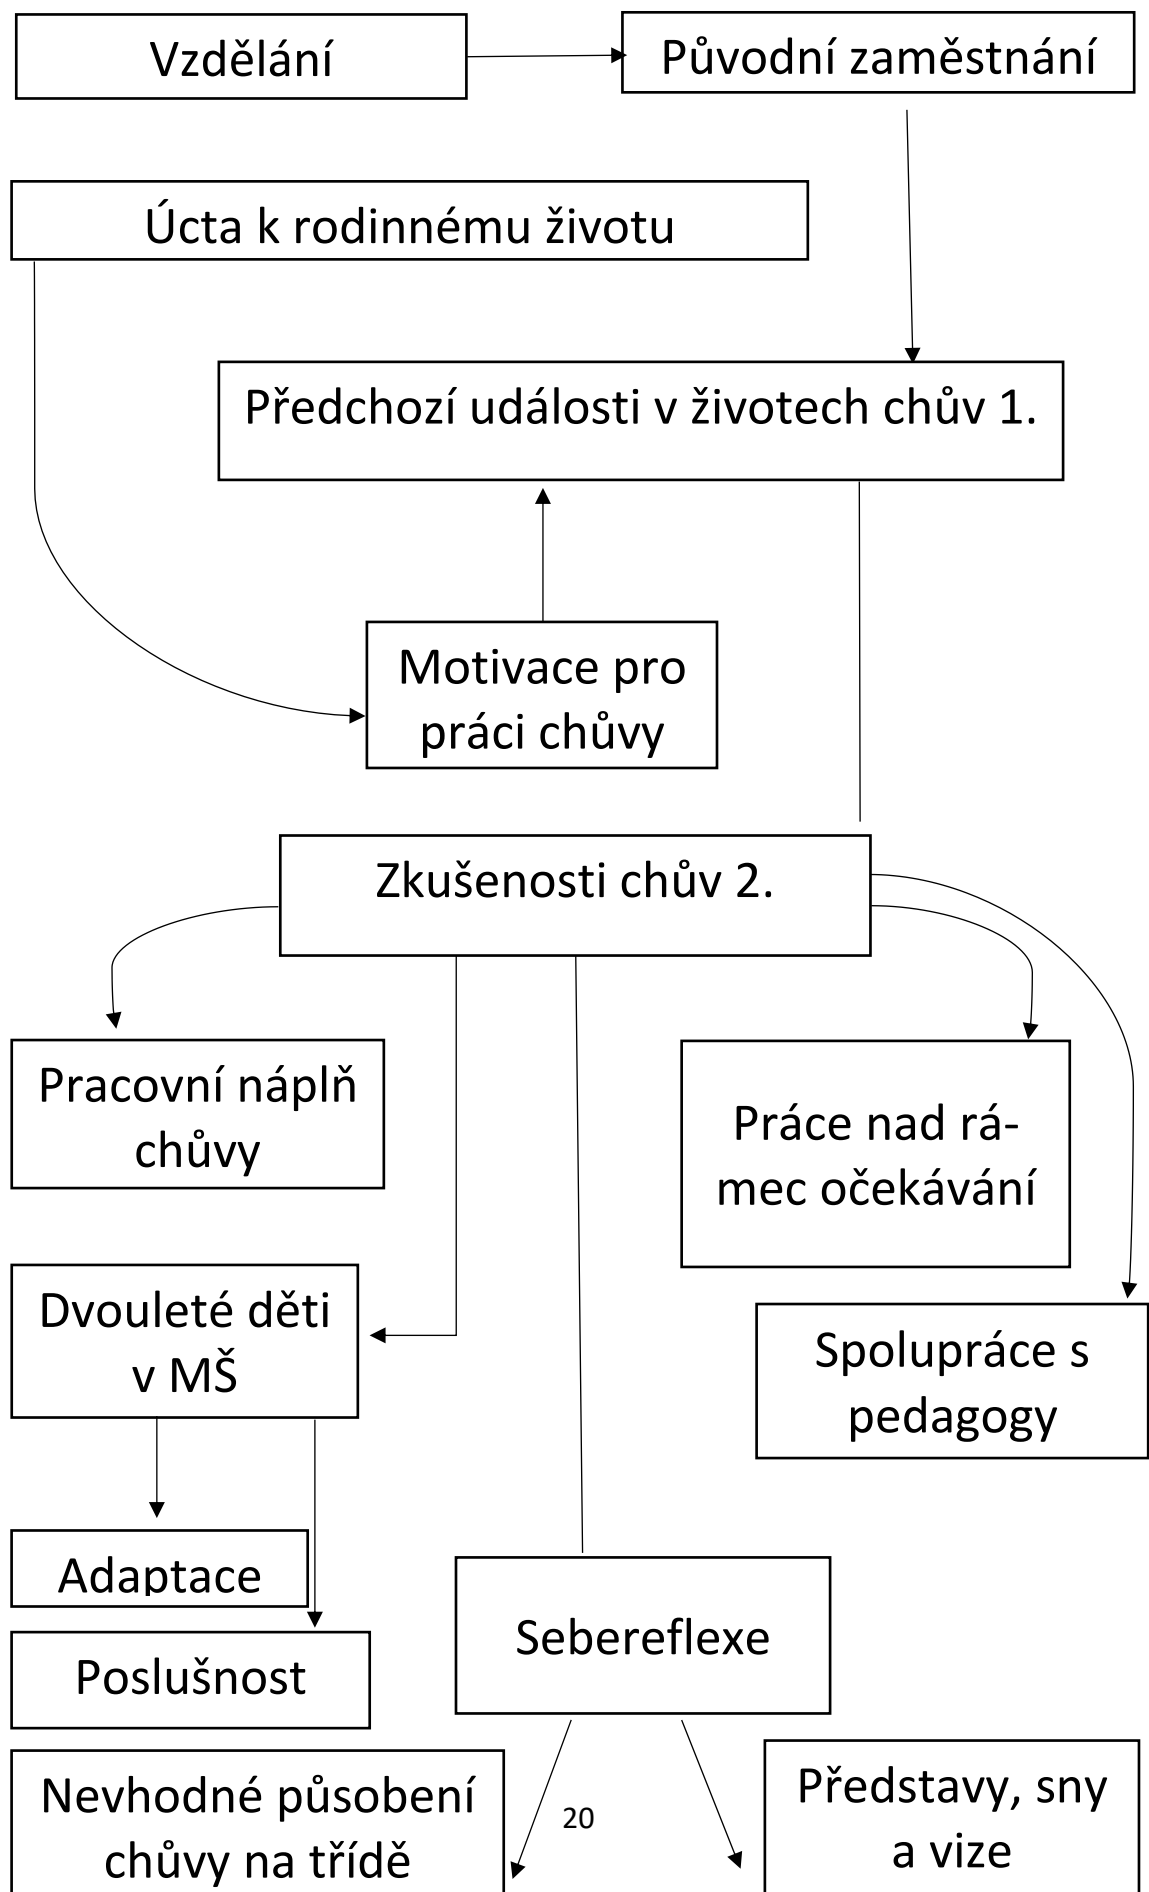 Vzdělání
Původní zaměstnání
Úcta k rodinnému životu
Předchozí události v životech chův 1.
Motivace pro
práci chůvy
Zkušenosti chův 2.
Pracovní náplň
chůvy
Práce nad rá-
mec očekávání
Dvouleté děti
v MŠ
Spolupráce s
pedagogy
Adaptace
Sebereflexe
Poslušnost
Nevhodné působení
chůvy na třídě
20
Představy, sny
a vize